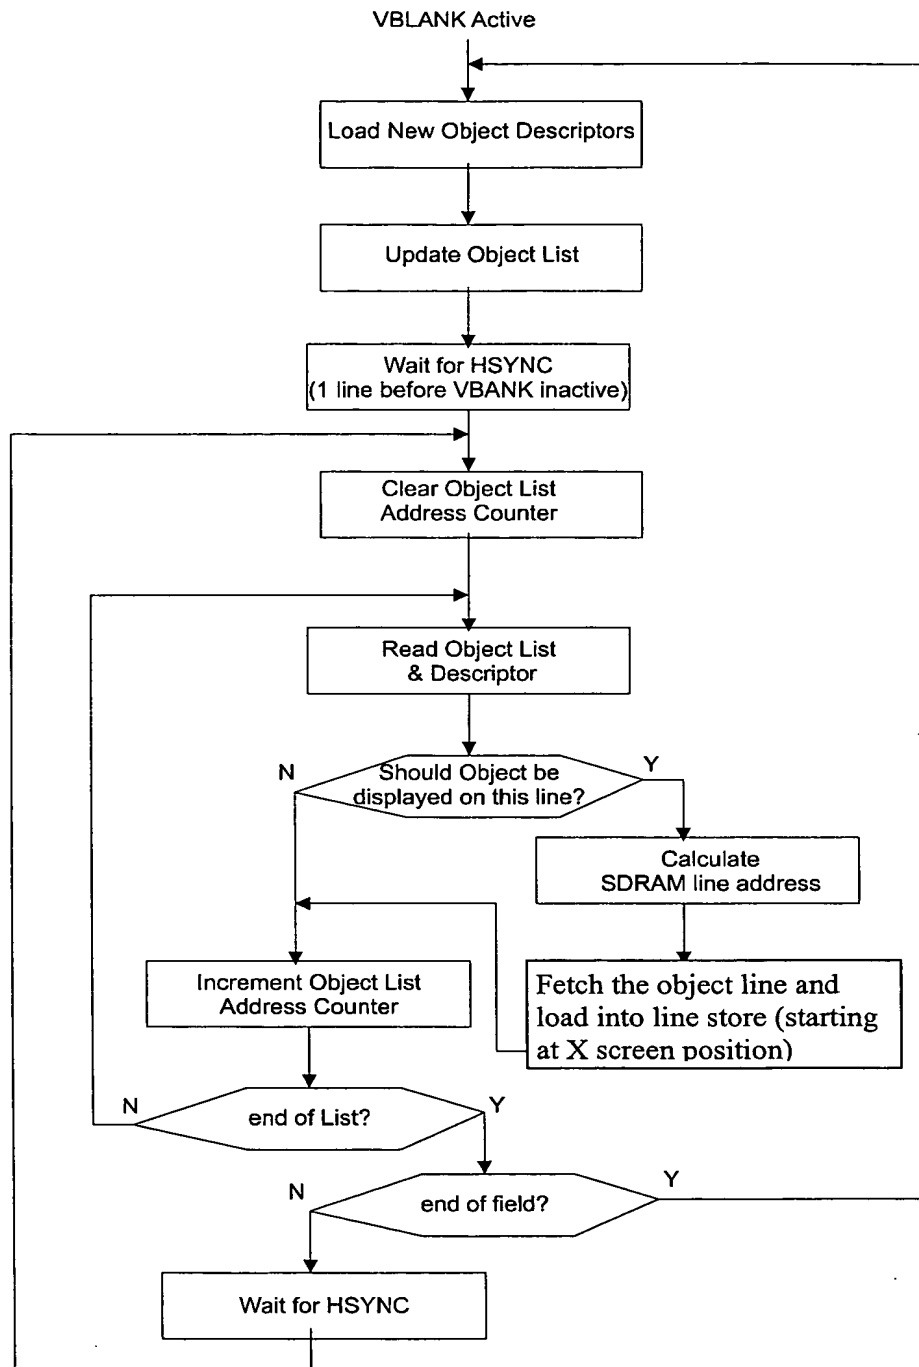 VBLANK Active
Load New Object Descriptors
Update Object List
Wait for HSYNC
(1 line before VBANK inactive)
Clear Object List
Address Counter
Read Object List
& Descriptor
N
Should Object be
displayed on this line?
Y
Calculate
SDRAM line address
Increment Object List
Address Counter
Fetch the object line and
load into line store (starting
at X screen position)
N
end of List?
Y
N
end of field?
Y
Wait for HSYNC